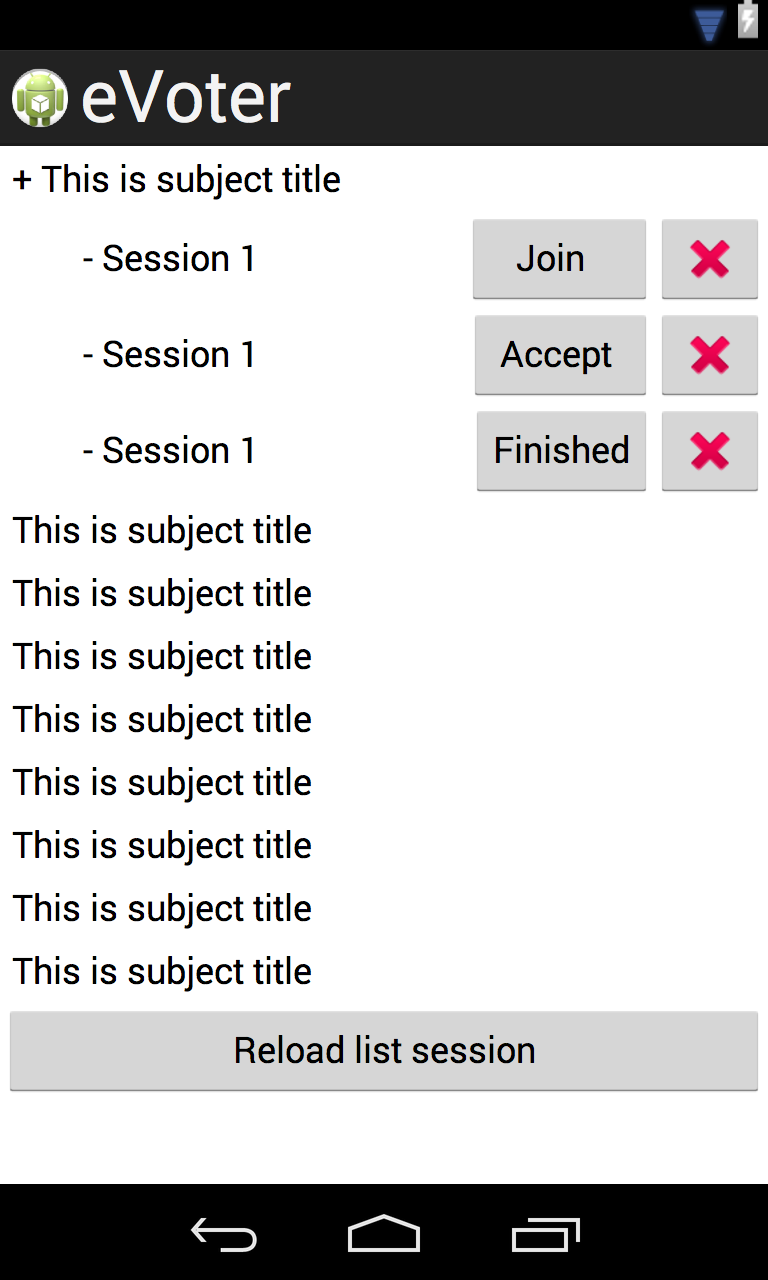 eVoter
+ This is subject title
- Session 1 Join
- Session 1 Accept
- Session 1 Finished
This is subject title
This is subject title
This is subject title
This is subject title
This is subject title
This is subject title
This is subject title
This is subject title
Reload list session